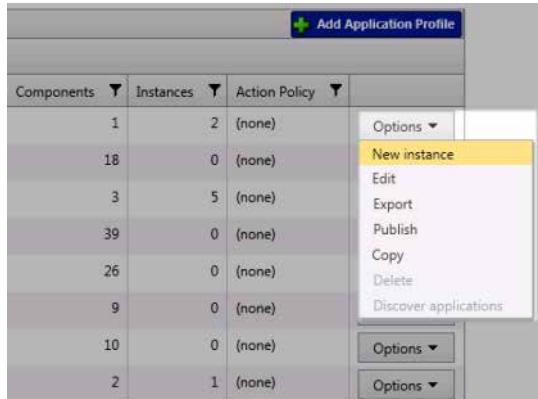 Add Application Profile
Components Instances Action Policy
1 2 (none) Options
New instance
18 0 (none)
Edit
3 5 (none)
Export
39 0 (none)
Publish
Copy
26 0 (none)
Delete
9 0 (none)
Discover applications
10 0 (none) Options
2 1 (none) Options